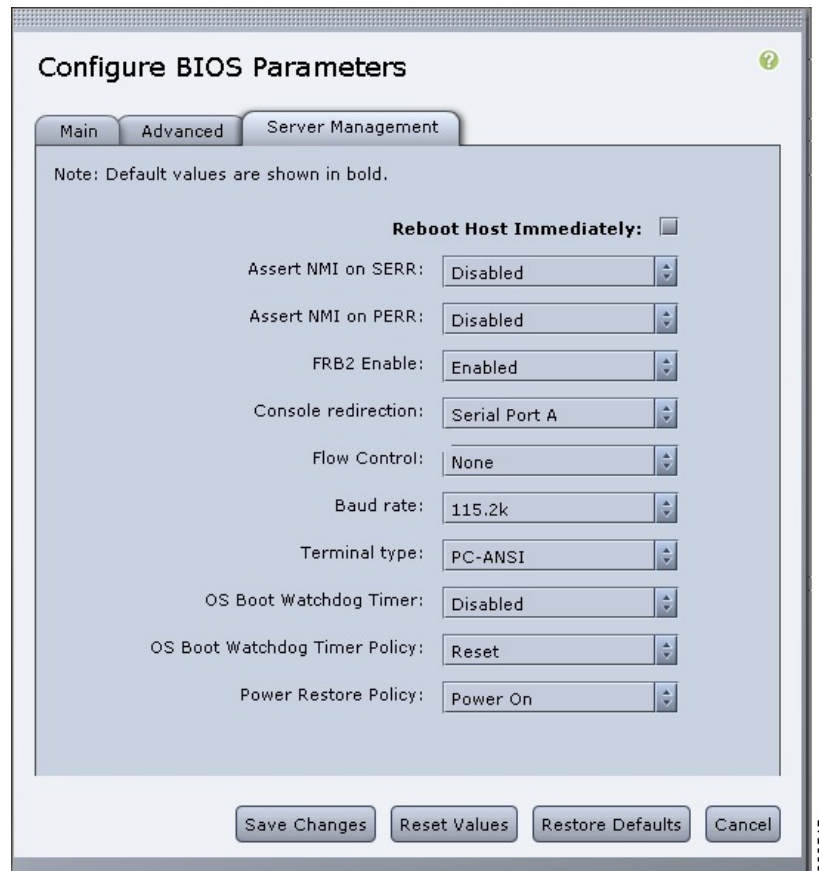 Configure BIOS Parameters
Main Advanced Server Management
Note: Default values are shown in bold.
Reboot Host Immediately:
Assert NMI on SERR: Disabled
Assert NMI on PERR: Disabled
FRB2 Enable: Enabled
Console redirection: Serial Port A
Flow Control: None
Baud rate: 115.2k
Terminal type: PC-ANSI
OS Boot Watchdog Timer: Disabled
OS Boot Watchdog Timer Policy: Reset
Power Restore Policy: Power On
Save Changes Reset Values Restore Defaults Cancel